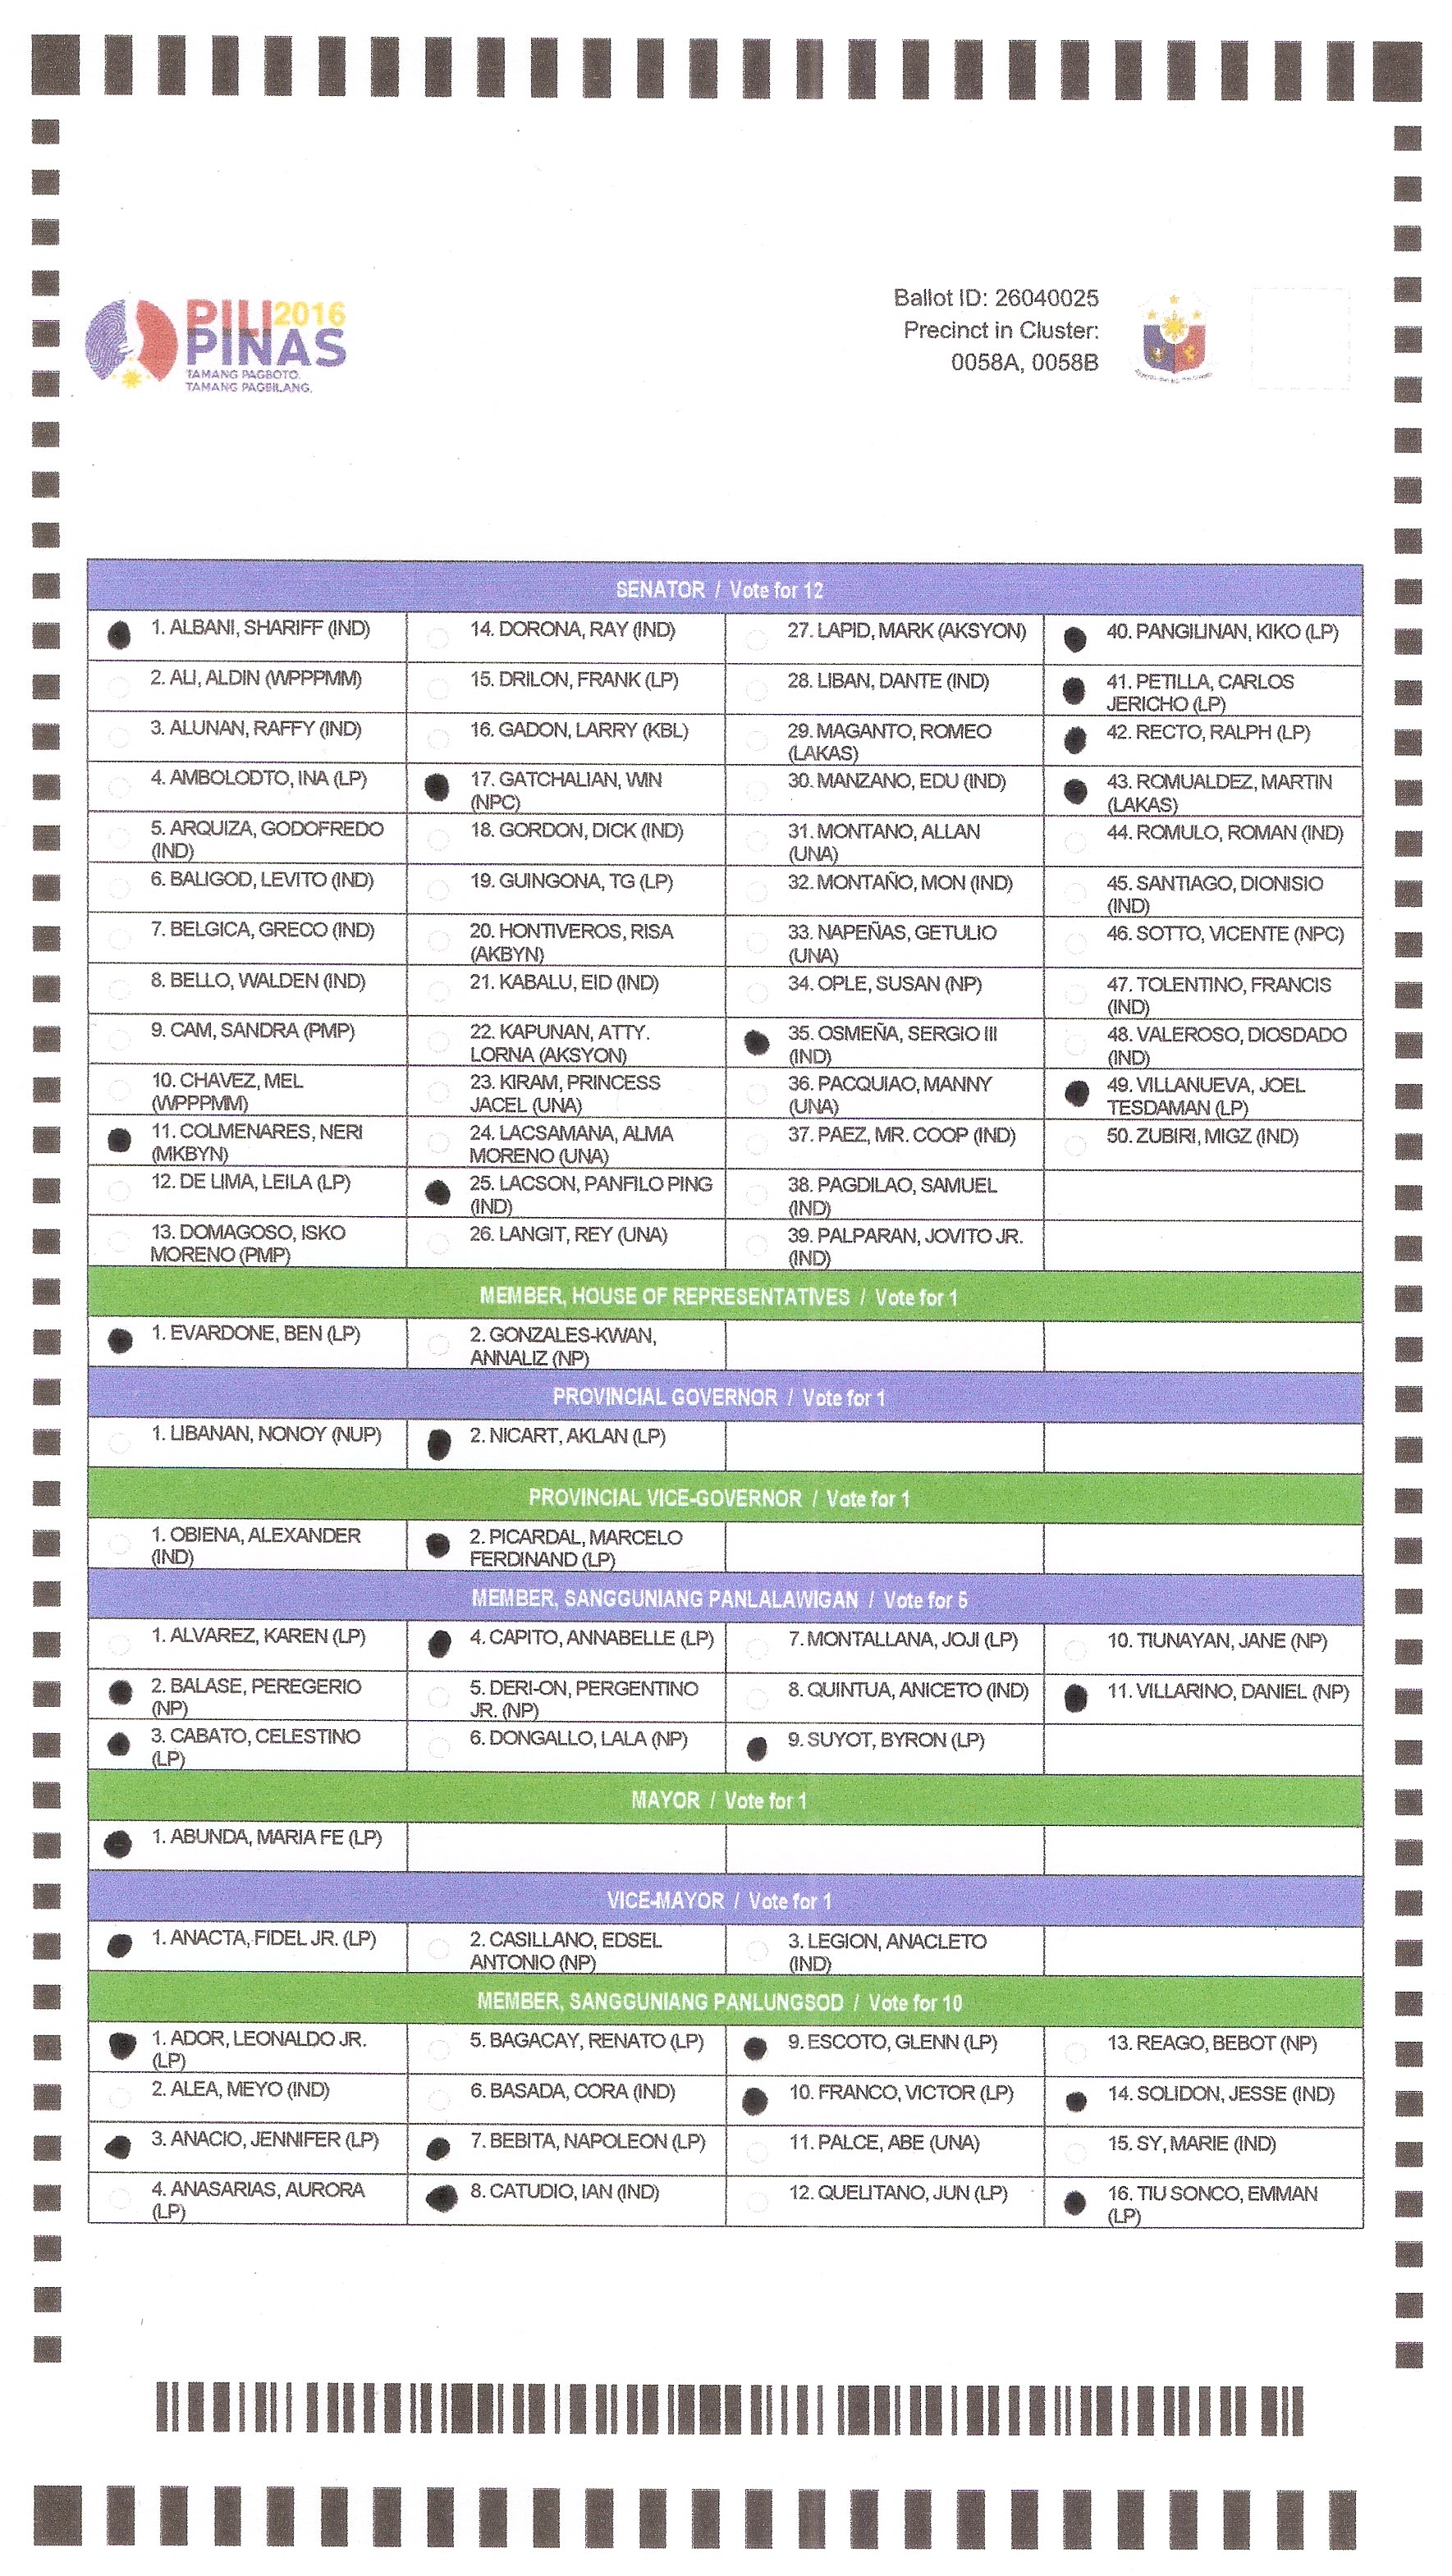 PILI2016
PINAS
TAMANG PAGBOTO.
TAMANG PAGBILANG.
Ballot ID: 26040025
Precinct in Cluster:
0058A, 0058B
SENATOR / Vote for 12
1. ALBANI, SHARIFF (IND)
2. ALI, ALDIN (WPPPMM)
3. ALUNAN, RAFFY (IND)
4. AMBOLODTO, INA (LP)
5. ARQUIZA, GODOFREDO
(IND)
6. BALIGOD, LEVITO (IND)
7. BELGICA, GRECO (IND)
8. BELLO, WALDEN (IND)
9. CAM, SANDRA (PMP)
10. CHAVEZ, MEL
(WPPPMM)
11. COLMENARES, NERI
(MKBYN)
12. DE LIMA, LEILA (LP)
13. DOMAGOSO, ISKO
MORENO (PMP)
14. DORONA, RAY (IND)
15. DRILON, FRANK (LP)
16. GADON, LARRY (KBL)
17. GATCHALIAN, WIN
(NPC)
18. GORDON, DICK (IND)
19. GUINGONA, TG (LP)
20. HONTIVEROS, RISA
(AKBYN)
21. KABALU, EID (IND)
22. KAPUNAN, ATTY.
LORNA (AKSYON)
23. KIRAM, PRINCESS
JACEL (UNA)
24. LACSAMANA, ALMA
MORENO (UNA)
25. LACSON, PANFILO PING
(IND)
26. LANGIT, REY (UNA)
27. LAPID, MARK (AKSYON)
28. LIBAN, DANTE (IND)
29. MAGANTO, ROMEO
(LAKAS)
30. MANZANO, EDU (IND)
31. MONTANO, ALLAN
(UNA)
32. MONTAÑO, MON (IND)
33. NAPEÑAS, GETULIO
(UNA)
34. OPLE, SUSAN (NP)
35. OSMEÑA, SERGIO III
(IND)
36. PACQUIAO, MANNY
(UNA)
37. PAEZ, MR. COOP (IND)
38. PAGDILAO, SAMUEL
(IND)
39. PALPARAN, JOVITO JR.
(IND)
40. PANGILINAN, KIKO (LP)
41. PETILLA, CARLOS
JERICHO (LP)
42. RECTO, RALPH (LP)
43. ROMUALDEZ, MARTIN
(LAKAS)
44. ROMULO, ROMAN (IND)
45. SANTIAGO, DIONISIO
(IND)
46. SOTTO, VICENTE (NPC)
47. TOLENTINO, FRANCIS
(IND)
48. VALEROSO, DIOSDADO
(IND)
49. VILLANUEVA, JOEL
TESDAMAN (LP)
50. ZUBIRI, MIGZ (IND)
MEMBER, HOUSE OF REPRESENTATIVES / Vote for 1
1. EVARDONE, BEN (LP)
2. GONZALES-KWAN,
ANNALIZ (NP)
PROVINCIAL GOVERNOR / Vote for 1
1. LIBANAN, NONOY (NUP)
2. NICART, AKLAN (LP)
PROVINCIAL VICE-GOVERNOR / Vote for 1
1. OBIENA, ALEXANDER
(IND)
2. PICARDAL, MARCELO
FERDINAND (LP)
MEMBER, SANGGUNIANG PANLALAWIGAN / Vote for 5
1. ALVAREZ, KAREN (LP)
2. BALASE, PEREGERIO
(NP)
3. CABATO, CELESTINO
(LP)
4. CAPITO, ANNABELLE (LP)
5. DERI-ON, PERGENTINO
JR. (NP)
6. DONGALLO, LALA (NP)
7. MONTALLANA, JOJI (LP)
8. QUINTUA, ANICETO (IND)
9. SUYOT, BYRON (LP)
10. TIUNAYAN, JANE (NP)
11. VILLARINO, DANIEL (NP)
MAYOR / Vote for 1
1. ABUNDA, MARIA FE (LP)
VICE-MAYOR / Vote for 1
1. ANACTA, FIDEL JR. (LP)
2. CASILLANO, EDSEL
ANTONIO (NP)
3. LEGION, ANACLETO
(IND)
MEMBER, SANGGUNIANG PANLUNGSOD / Vote for 10
1. ADOR, LEONALDO JR.
(LP)
2. ALEA, MEYO (IND)
3. ANACIO, JENNIFER (LP)
4. ANASARIAS, AURORA
(LP)
5. BAGACAY, RENATO (LP)
6. BASADA, CORA (IND)
7. BEBITA, NAPOLEON (LP)
8. CATUDIO, IAN (IND)
9. ESCOTO, GLENN (LP)
10. FRANCO, VICTOR (LP)
11. PALCE, ABE (UNA)
12. QUELITANO, JUN (LP)
13. REAGO, BEBOT (NP)
14. SOLIDON, JESSE (IND)
15. SY, MARIE (IND)
16. TIU SONCO, EMMAN
(LP)